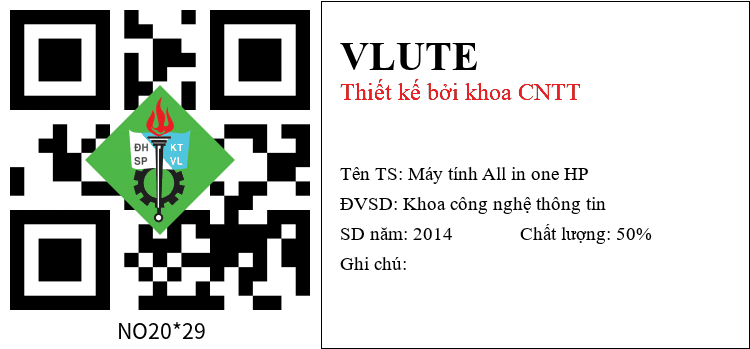 ĐH KT
SP VL
NO20*29
VLUTE
Thiết kế bởi khoa CNTT
Tên TS: Máy tính All in one HP
ĐVSD: Khoa công nghệ thông tin
SD năm: 2014 Chất lượng: 50%
Ghi chú: